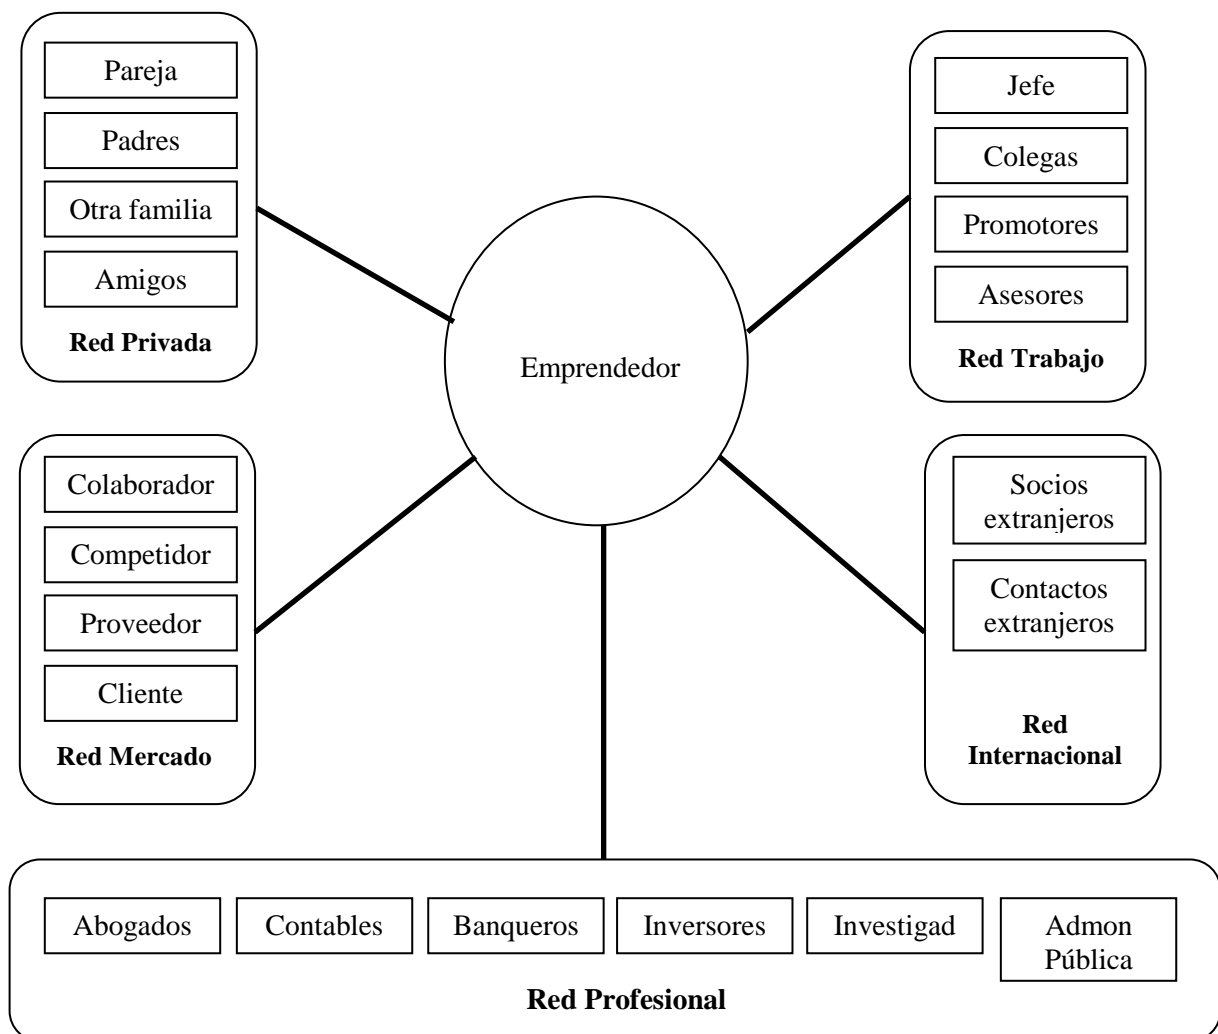 Pareja
Padres
Otra familia
Amigos
Red Privada
Jefe
Colegas
Promotores
Asesores
Red Trabajo
Emprendedor
Colaborador
Competidor
Proveedor
Cliente
Red Mercado
Socios
extranjeros
Contactos
extranjeros
Red
Internacional
Abogados
Contables
Banqueros
Inversores
Investigad
Admon
Pública
Red Profesional